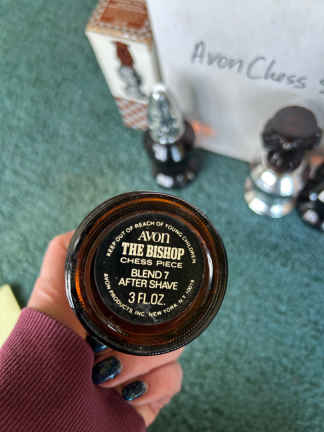 Avon Chess
KEEP OUT OF REACH OF YOUNG CHILDREN
AVON
THE BISHOP
CHESS PIECE
BLEND 7
AFTER SHAVE
3 FL.OZ.
AVON PRODUCTS, INC. NEW YORK, N.Y. 10019